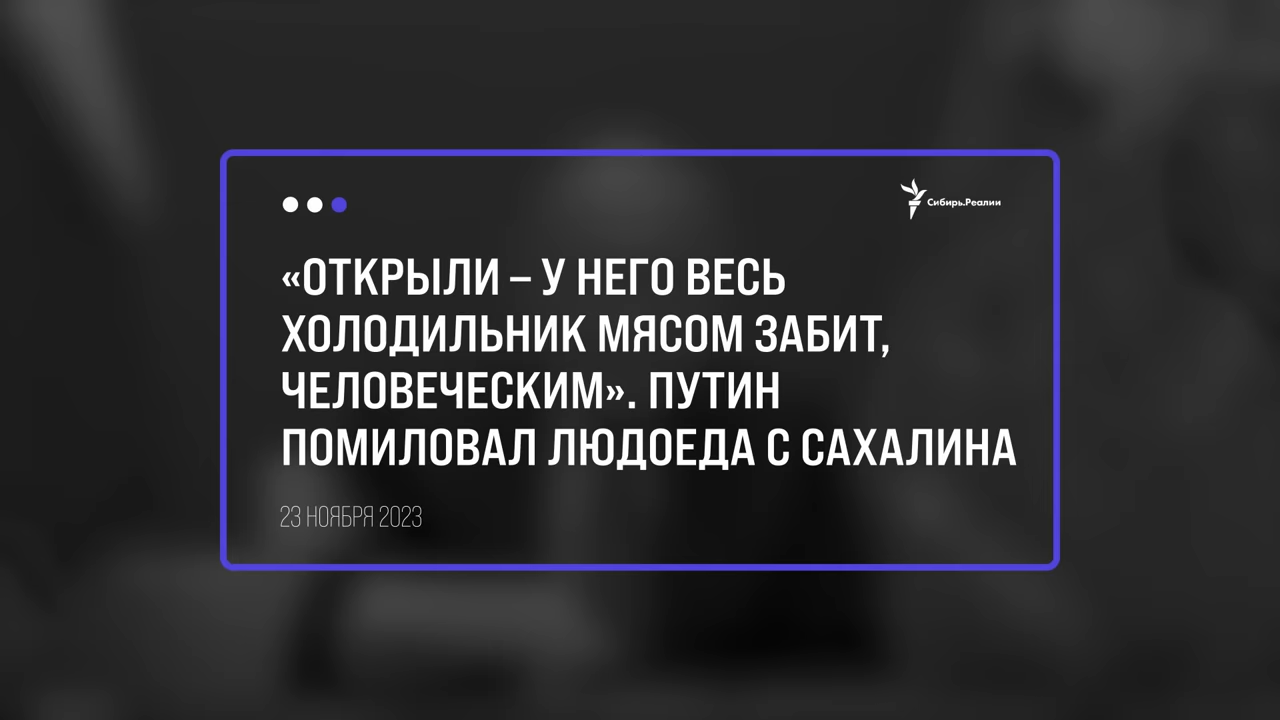 Сибирь.Реалии
«ОТКРЫЛИ – У НЕГО ВЕСЬ
ХОЛОДИЛЬНИК МЯСОМ ЗАБИТ,
ЧЕЛОВЕЧЕСКИМ». ПУТИН
ПОМИЛОВАЛ ЛЮДОЕДА С САХАЛИНА
23 НОЯБРЯ 2023